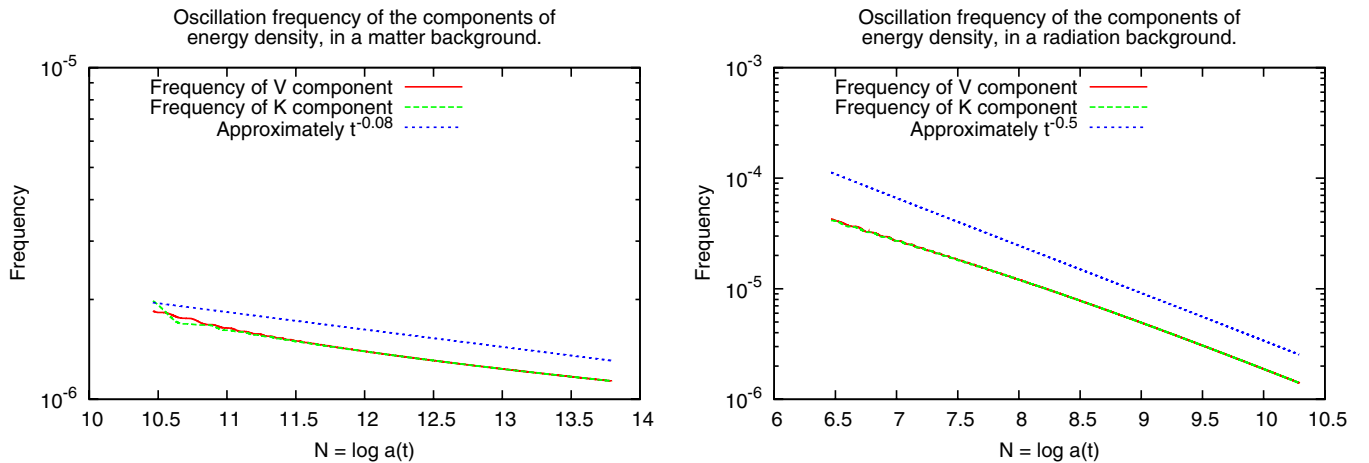 Oscillation frequency of the components of
energy density, in a matter background.
10^-5
Frequency of V component
Frequency of K component
Approximately t^-0.08
Frequency
10^-6
10 10.5 11 11.5 12 12.5 13 13.5 14
N = log a(t)
Oscillation frequency of the components of
energy density, in a radiation background.
10^-3
Frequency of V component
Frequency of K component
Approximately t^-0.5
10^-4
Frequency
10^-5
10^-6
6 6.5 7 7.5 8 8.5 9 9.5 10 10.5
N = log a(t)